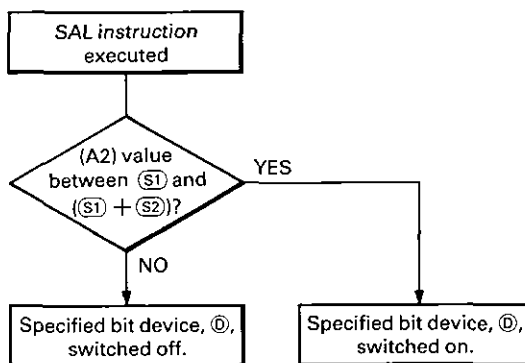 SAL instruction
executed
(A2) value
between Ⓢ1 and
(Ⓢ1 + Ⓢ2)?
YES
NO
Specified bit device, Ⓓ,
switched off.
Specified bit device, Ⓓ,
switched on.